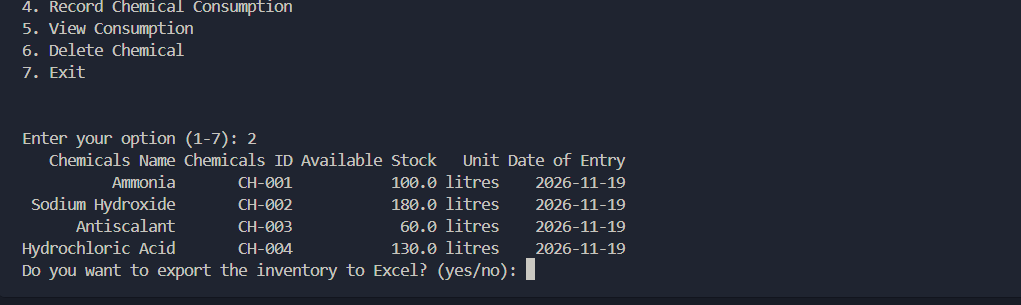 4. Record Chemical Consumption
5. View Consumption
6. Delete Chemical
7. Exit
Enter your option (1-7): 2
Chemicals Name Chemicals ID Available Stock Unit Date of Entry
Ammonia CH-001 100.0 litres 2026-11-19
Sodium Hydroxide CH-002 180.0 litres 2026-11-19
Antiscalant CH-003 60.0 litres 2026-11-19
Hydrochloric Acid CH-004 130.0 litres 2026-11-19
Do you want to export the inventory to Excel? (yes/no):